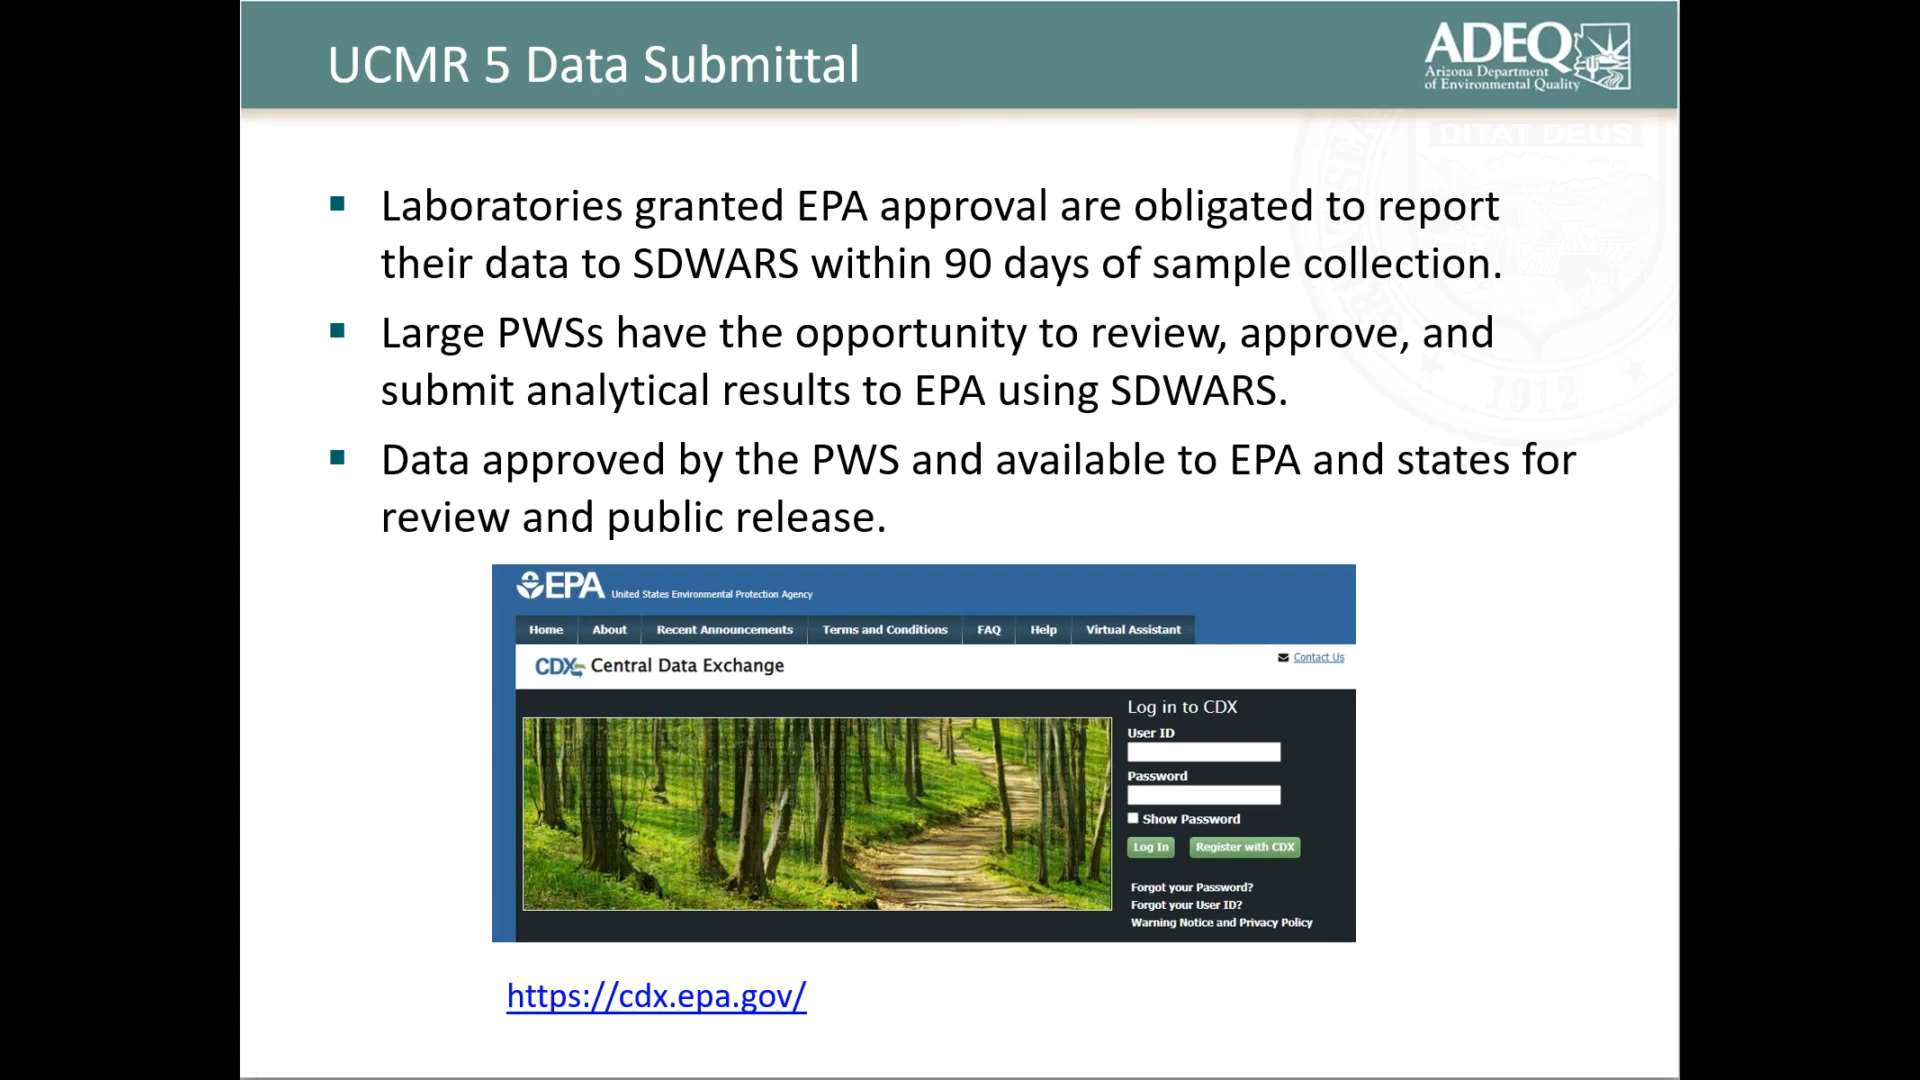 UCMR 5 Data Submittal
ADEQ
Arizona Department
of Environmental Quality
DITAT DEUS
1912
Laboratories granted EPA approval are obligated to report
their data to SDWARS within 90 days of sample collection.
Large PWSs have the opportunity to review, approve, and
submit analytical results to EPA using SDWARS.
Data approved by the PWS and available to EPA and states for
review and public release.
EPA United States Environmental Protection Agency
Home About Recent Announcements Terms and Conditions FAQ Help Virtual Assistant
CDX Central Data Exchange
Contact Us
Log in to CDX
User ID
Password
Show Password
Log In Register with CDX
Forgot your Password?
Forgot your User ID?
Warning Notice and Privacy Policy
https://cdx.epa.gov/